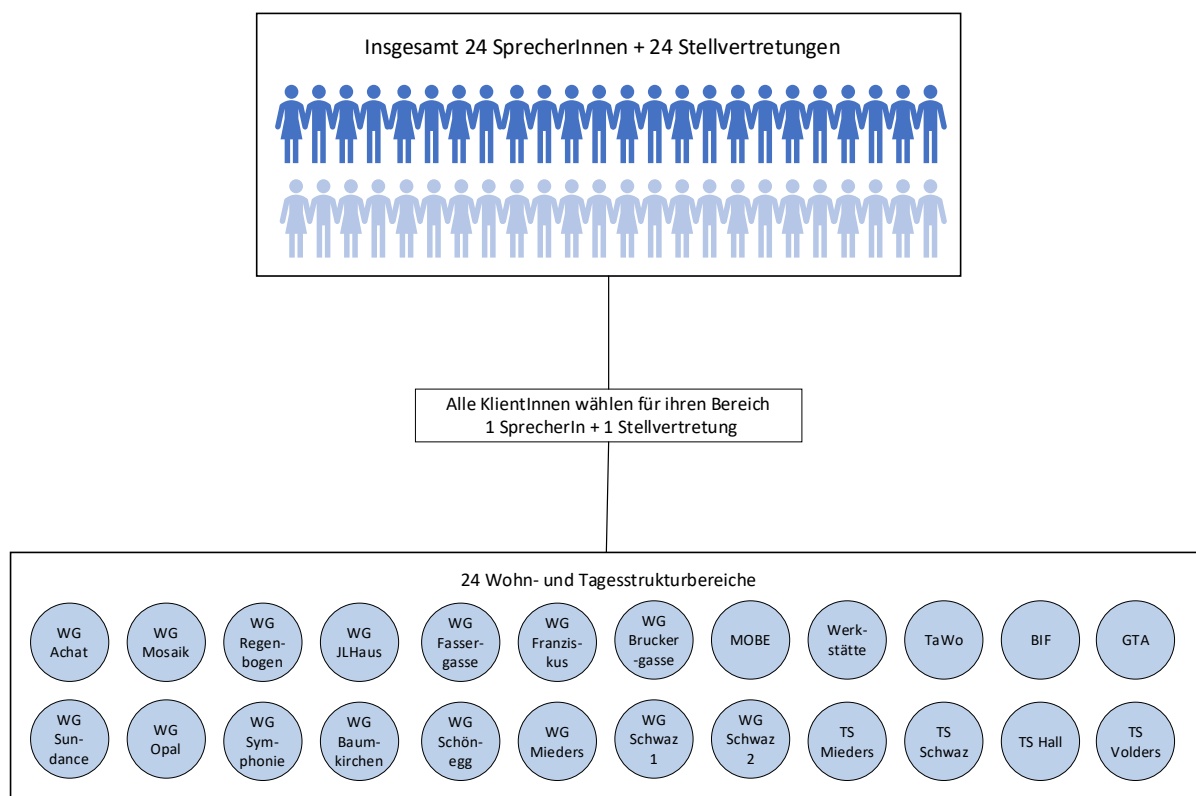 Insgesamt 24 SprecherInnen + 24 Stellvertretungen
Alle KlientInnen wählen für ihren Bereich
1 SprecherIn + 1 Stellvertretung
24 Wohn- und Tagesstrukturbereiche
WG
Achat
WG
Mosaik
WG
Regen-
bogen
WG
JLHaus
WG
Fasser-
gasse
WG
Franzis-
kus
WG
Brucker
-gasse
MOBE
Werk-
stätte
TaWo
BIF
GTA
WG
Sun-
dance
WG
Opal
WG
Sym-
phonie
WG
Baum-
kirchen
WG
Schön-
egg
WG
Mieders
WG
Schwaz
1
WG
Schwaz
2
TS
Mieders
TS
Schwaz
TS Hall
TS
Volders